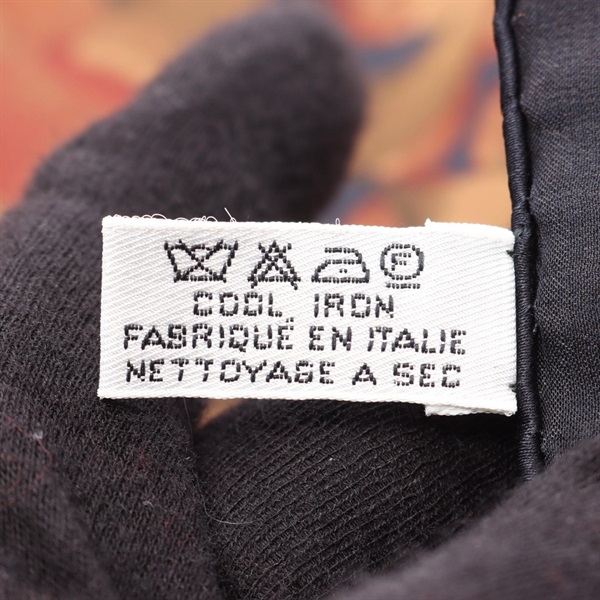 F
COOL IRON
FABRIQUÉ EN ITALIE
NETTOYAGE A SEC